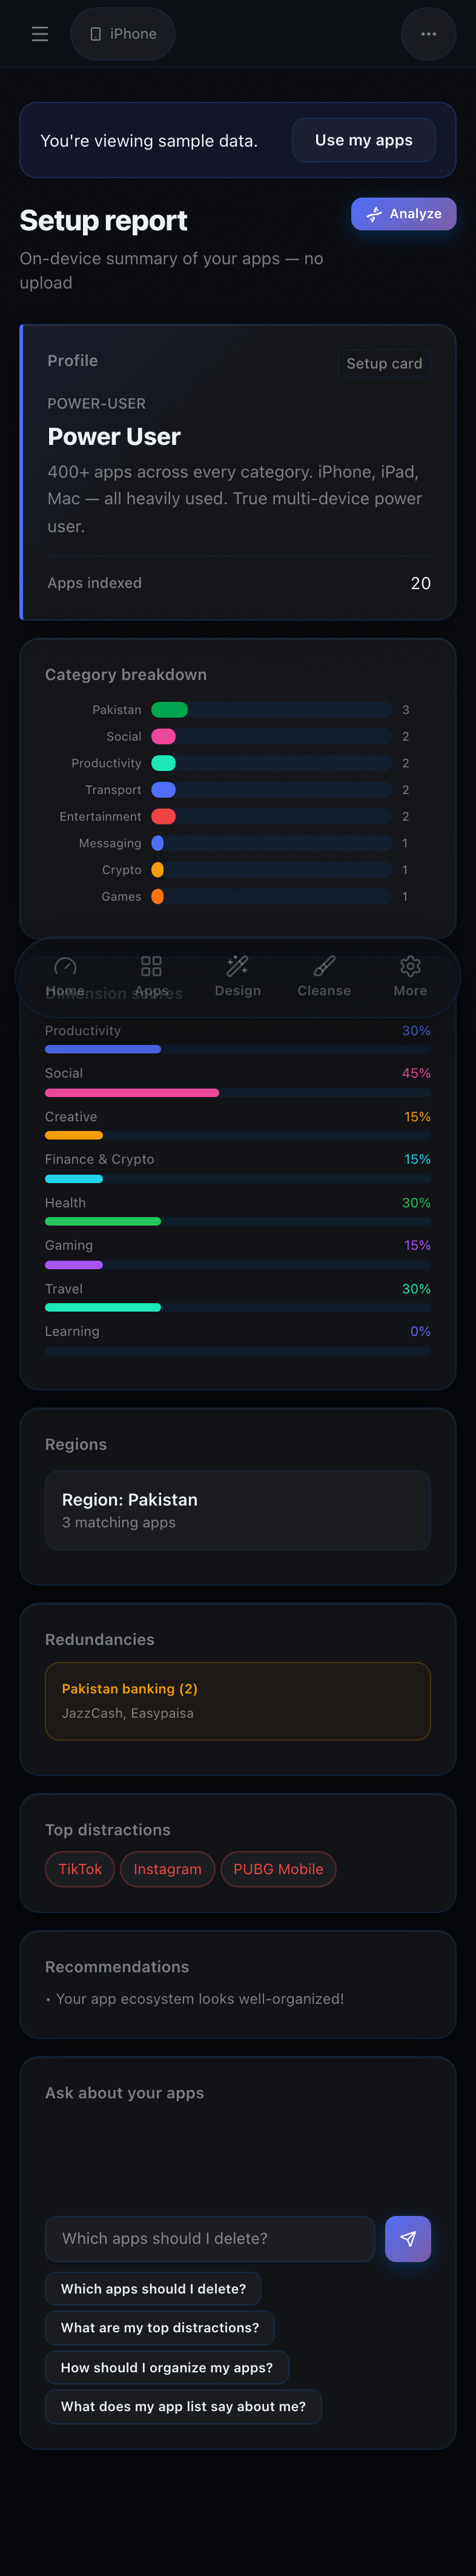 iPhone
You're viewing sample data.
Use my apps
Setup report
Analyze
On-device summary of your apps — no
upload
Profile
Setup card
POWER-USER
Power User
400+ apps across every category. iPhone, iPad,
Mac — all heavily used. True multi-device power
user.
Apps indexed 20
Category breakdown
Pakistan 3
Social 2
Productivity 2
Transport 2
Entertainment 2
Messaging 1
Crypto 1
Games 1
Dimension scores
Home Apps Design Cleanse More
Productivity 30%
Social 45%
Creative 15%
Finance & Crypto 15%
Health 30%
Gaming 15%
Travel 30%
Learning 0%
Regions
Region: Pakistan
3 matching apps
Redundancies
Pakistan banking (2)
JazzCash, Easypaisa
Top distractions
TikTok Instagram PUBG Mobile
Recommendations
• Your app ecosystem looks well-organized!
Ask about your apps
Which apps should I delete?
Which apps should I delete?
What are my top distractions?
How should I organize my apps?
What does my app list say about me?